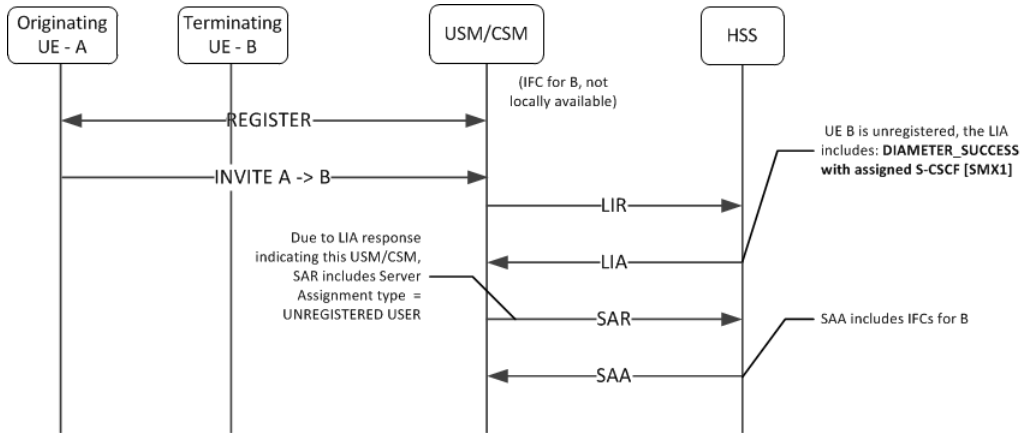 Originating
UE - A
Terminating
UE - B
USM/CSM
HSS
(IFC for B, not
locally available)
REGISTER
UE B is unregistered, the LIA
includes: DIAMETER_SUCCESS
with assigned S-CSCF [SMX1]
INVITE A -> B
LIR
Due to LIA response
indicating this USM/CSM,
SAR includes Server
Assignment type =
UNREGISTERED USER
LIA
SAR
SAA includes IFCs for B
SAA